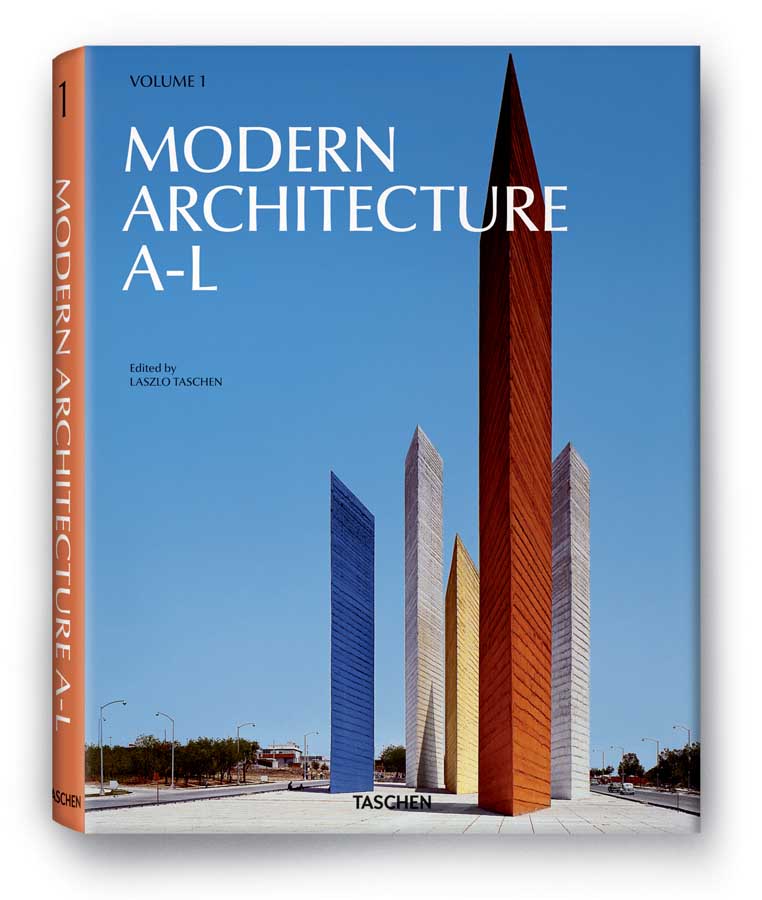 VOLUME 1
MODERN
ARCHITECTURE
A-L
Edited by
LASZLO TASCHEN
TASCHEN
1
MODERN ARCHITECTURE A-L
TASCHEN